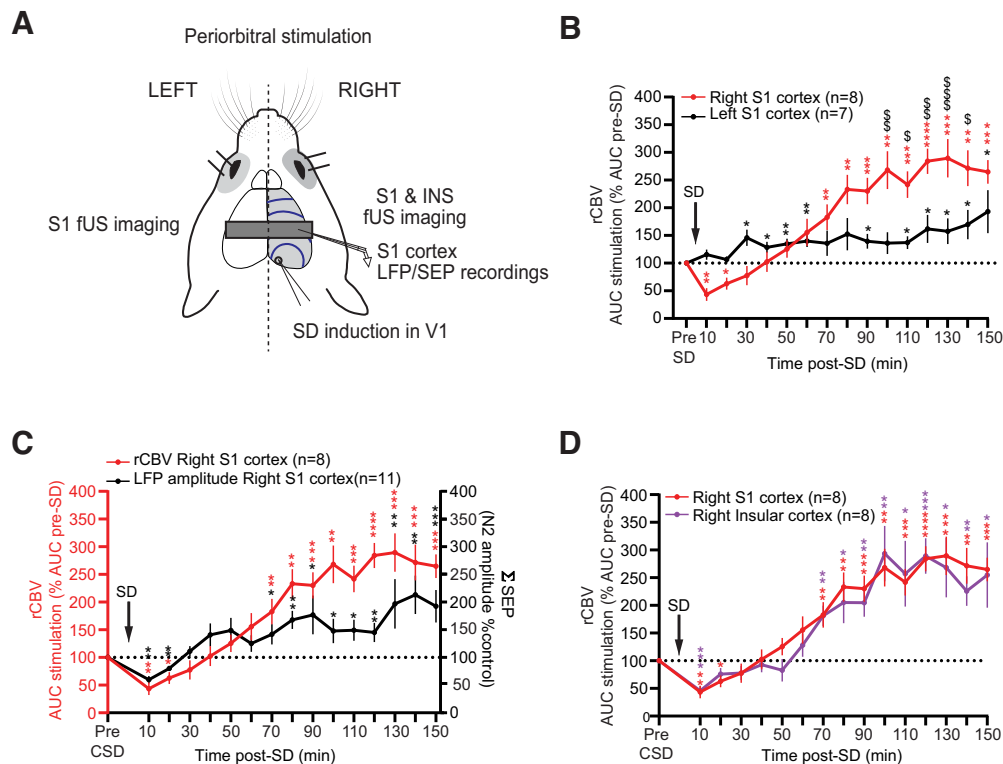 A
Periorbitral stimulation
LEFT
RIGHT
S1 fUS imaging
S1 & INS
fUS imaging
S1 cortex
LFP/SEP recordings
SD induction in V1
B
Right S1 cortex (n=8)
Left S1 cortex (n=7)
rCBV
AUC stimulation (% AUC pre-SD)
400
350
300
250
200
150
100
50
0
SD
$$$ $ $$ $$$$ $
** * ** *** ** *** ** *** **** *** ** ***
* * ** * * * * * *
Pre
SD
10
30
50
70
90
110
130
150
Time post-SD (min)
C
rCBV Right S1 cortex (n=8)
LFP amplitude Right S1 cortex(n=11)
rCBV
AUC stimulation (% AUC pre-SD)
400
350
300
250
200
150
100
50
0
SD
400
350
300
250
200
150
100
50
0
Σ SEP
(N2 amplitude %control)
Pre
CSD
10
30
50
70
90
110
130
150
Time post-SD (min)
D
Right S1 cortex (n=8)
Right Insular cortex (n=8)
rCBV
AUC stimulation (% AUC pre-SD)
400
350
300
250
200
150
100
50
0
SD
Pre
CSD
10
30
50
70
90
110
130
150
Time post-SD (min)